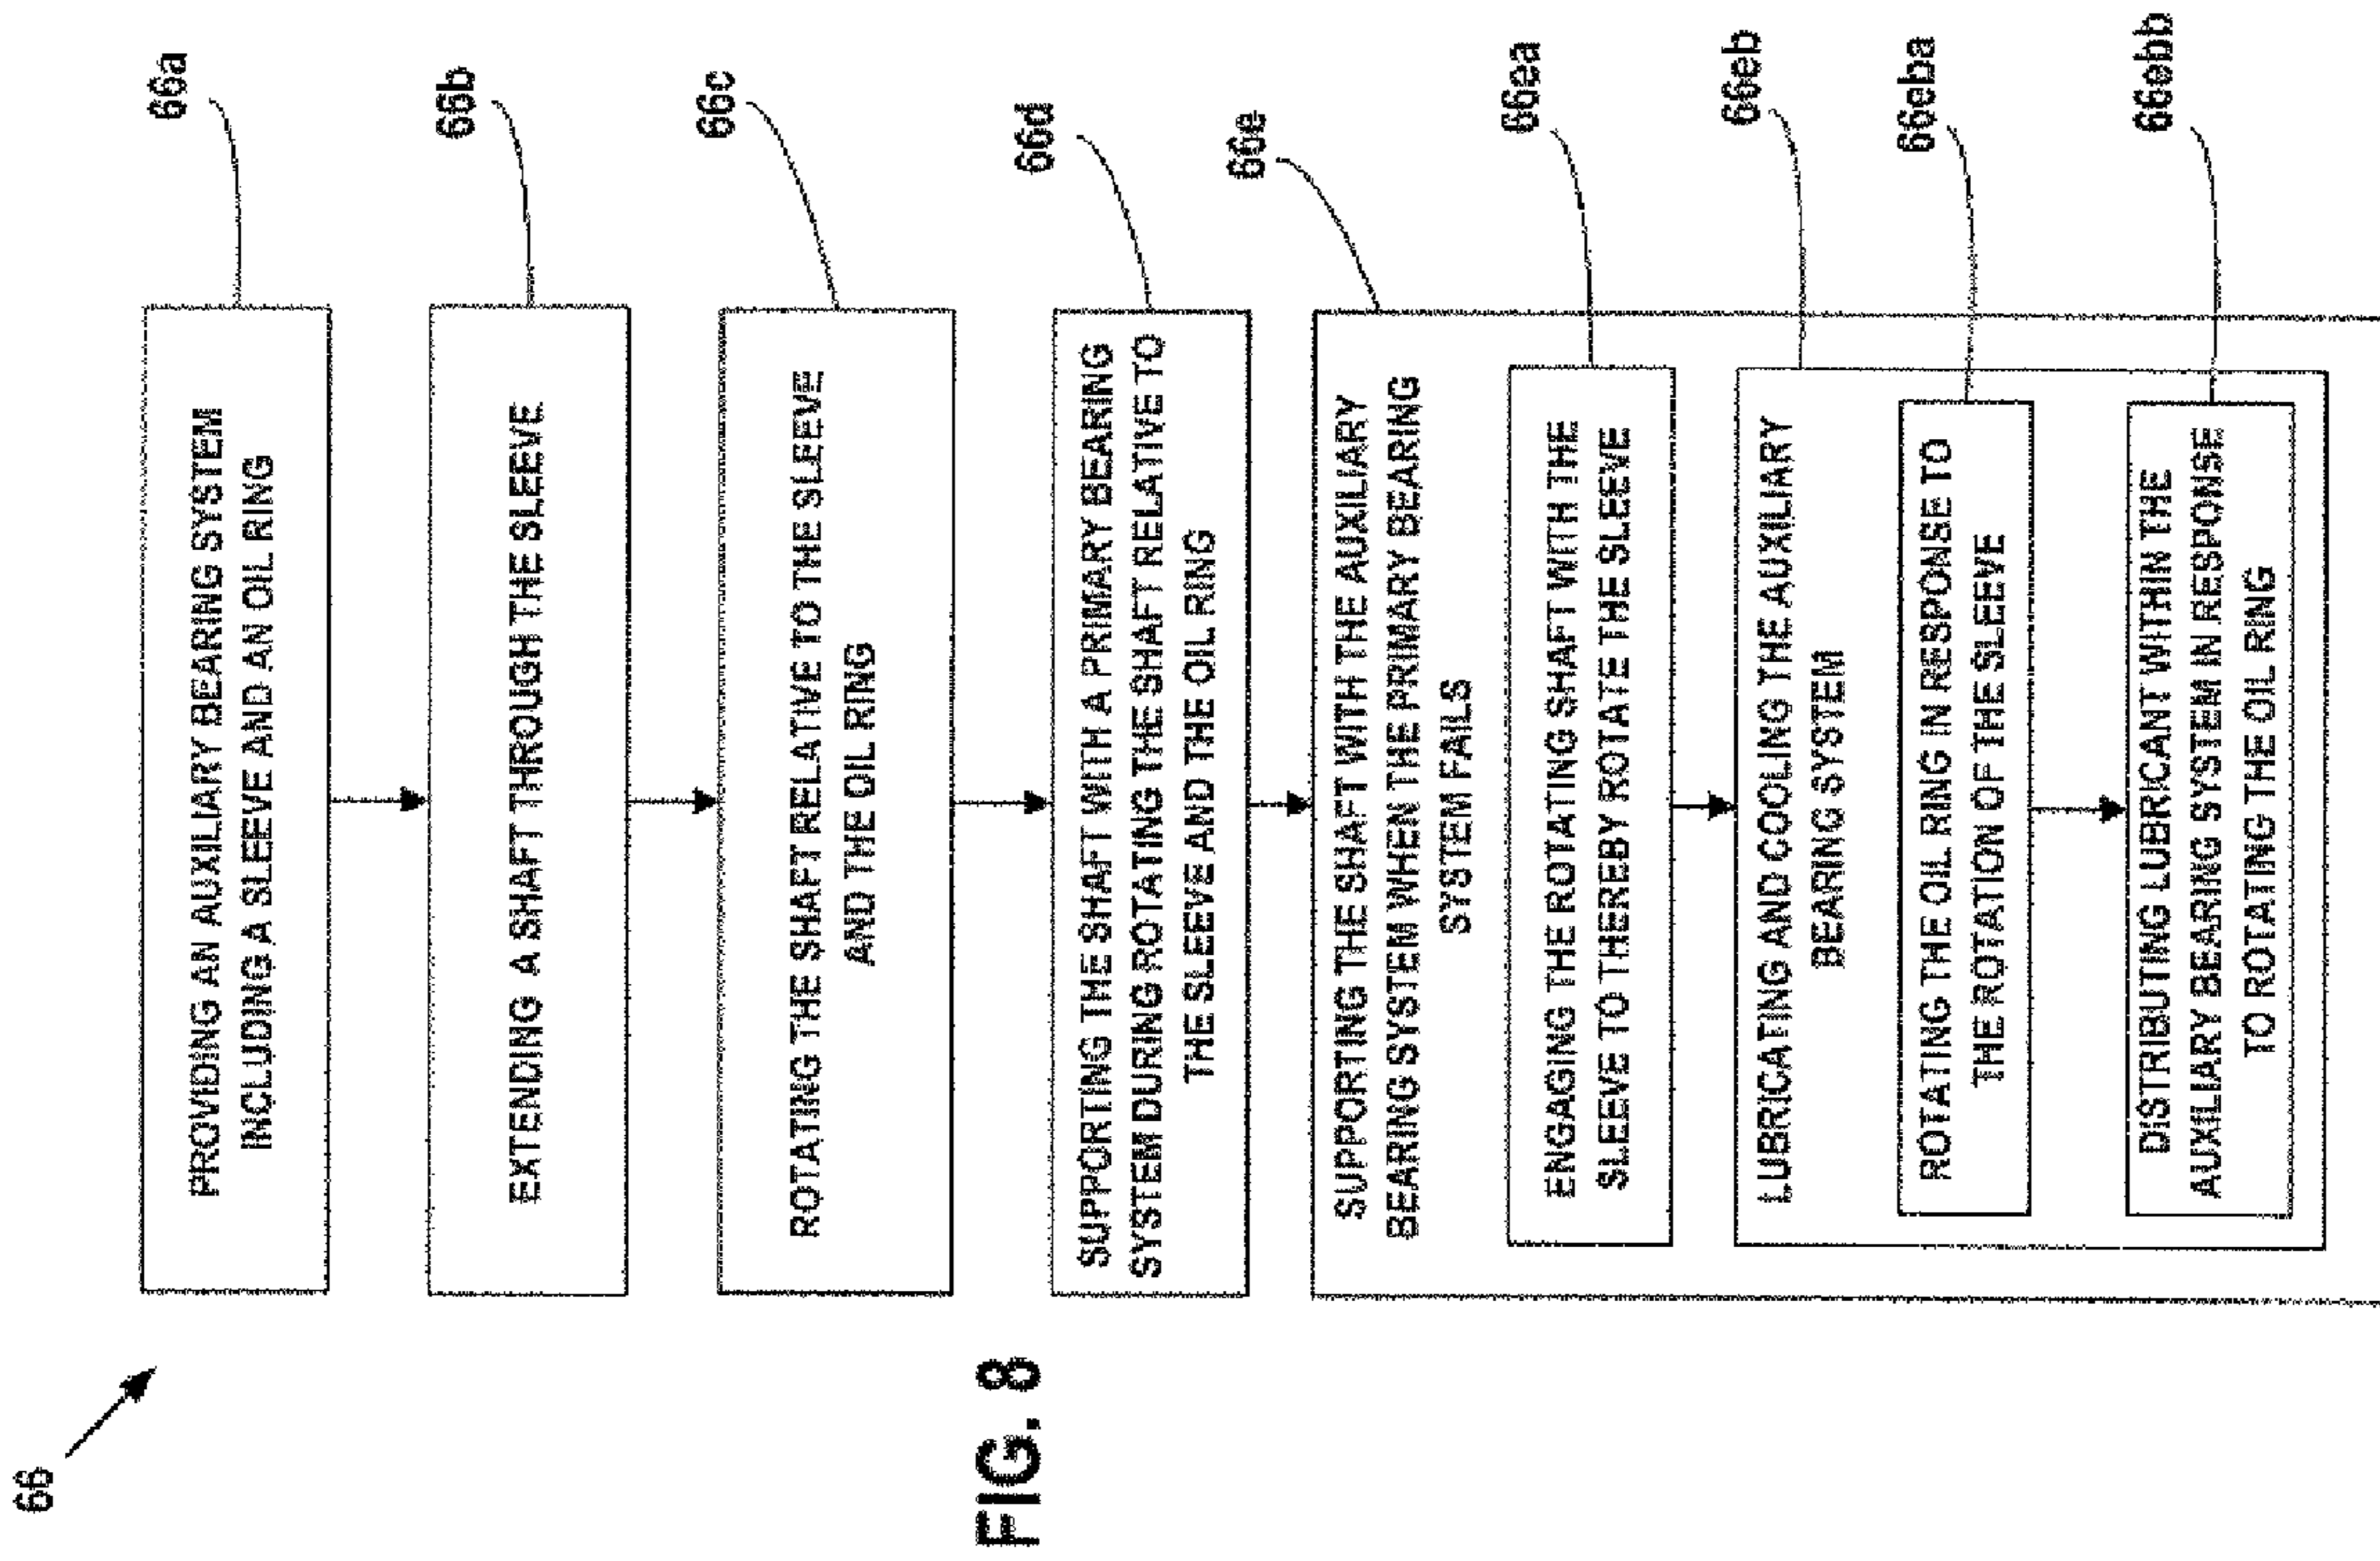 66
66a
PROVIDING AN AUXILIARY BEARING SYSTEM
INCLUDING A SLEEVE AND AN OIL RING
66b
EXTENDING A SHAFT THROUGH THE SLEEVE
66c
ROTATING THE SHAFT RELATIVE TO THE SLEEVE
AND THE OIL RING
66d
SUPPORTING THE SHAFT WITH A PRIMARY BEARING
SYSTEM DURING ROTATING THE SHAFT RELATIVE TO
THE SLEEVE AND THE OIL RING
66e
SUPPORTING THE SHAFT WITH THE AUXILIARY
BEARING SYSTEM WHEN THE PRIMARY BEARING
SYSTEM FAILS
66ea
ENGAGING THE ROTATING SHAFT WITH THE
SLEEVE TO THEREBY ROTATE THE SLEEVE
66eb
LUBRICATING AND COOLING THE AUXILIARY
BEARING SYSTEM
66eba
ROTATING THE OIL RING IN RESPONSE TO
THE ROTATION OF THE SLEEVE
66ebb
DISTRIBUTING LUBRICANT WITHIN THE
AUXILIARY BEARING SYSTEM IN RESPONSE
TO ROTATING THE OIL RING
FIG. 8